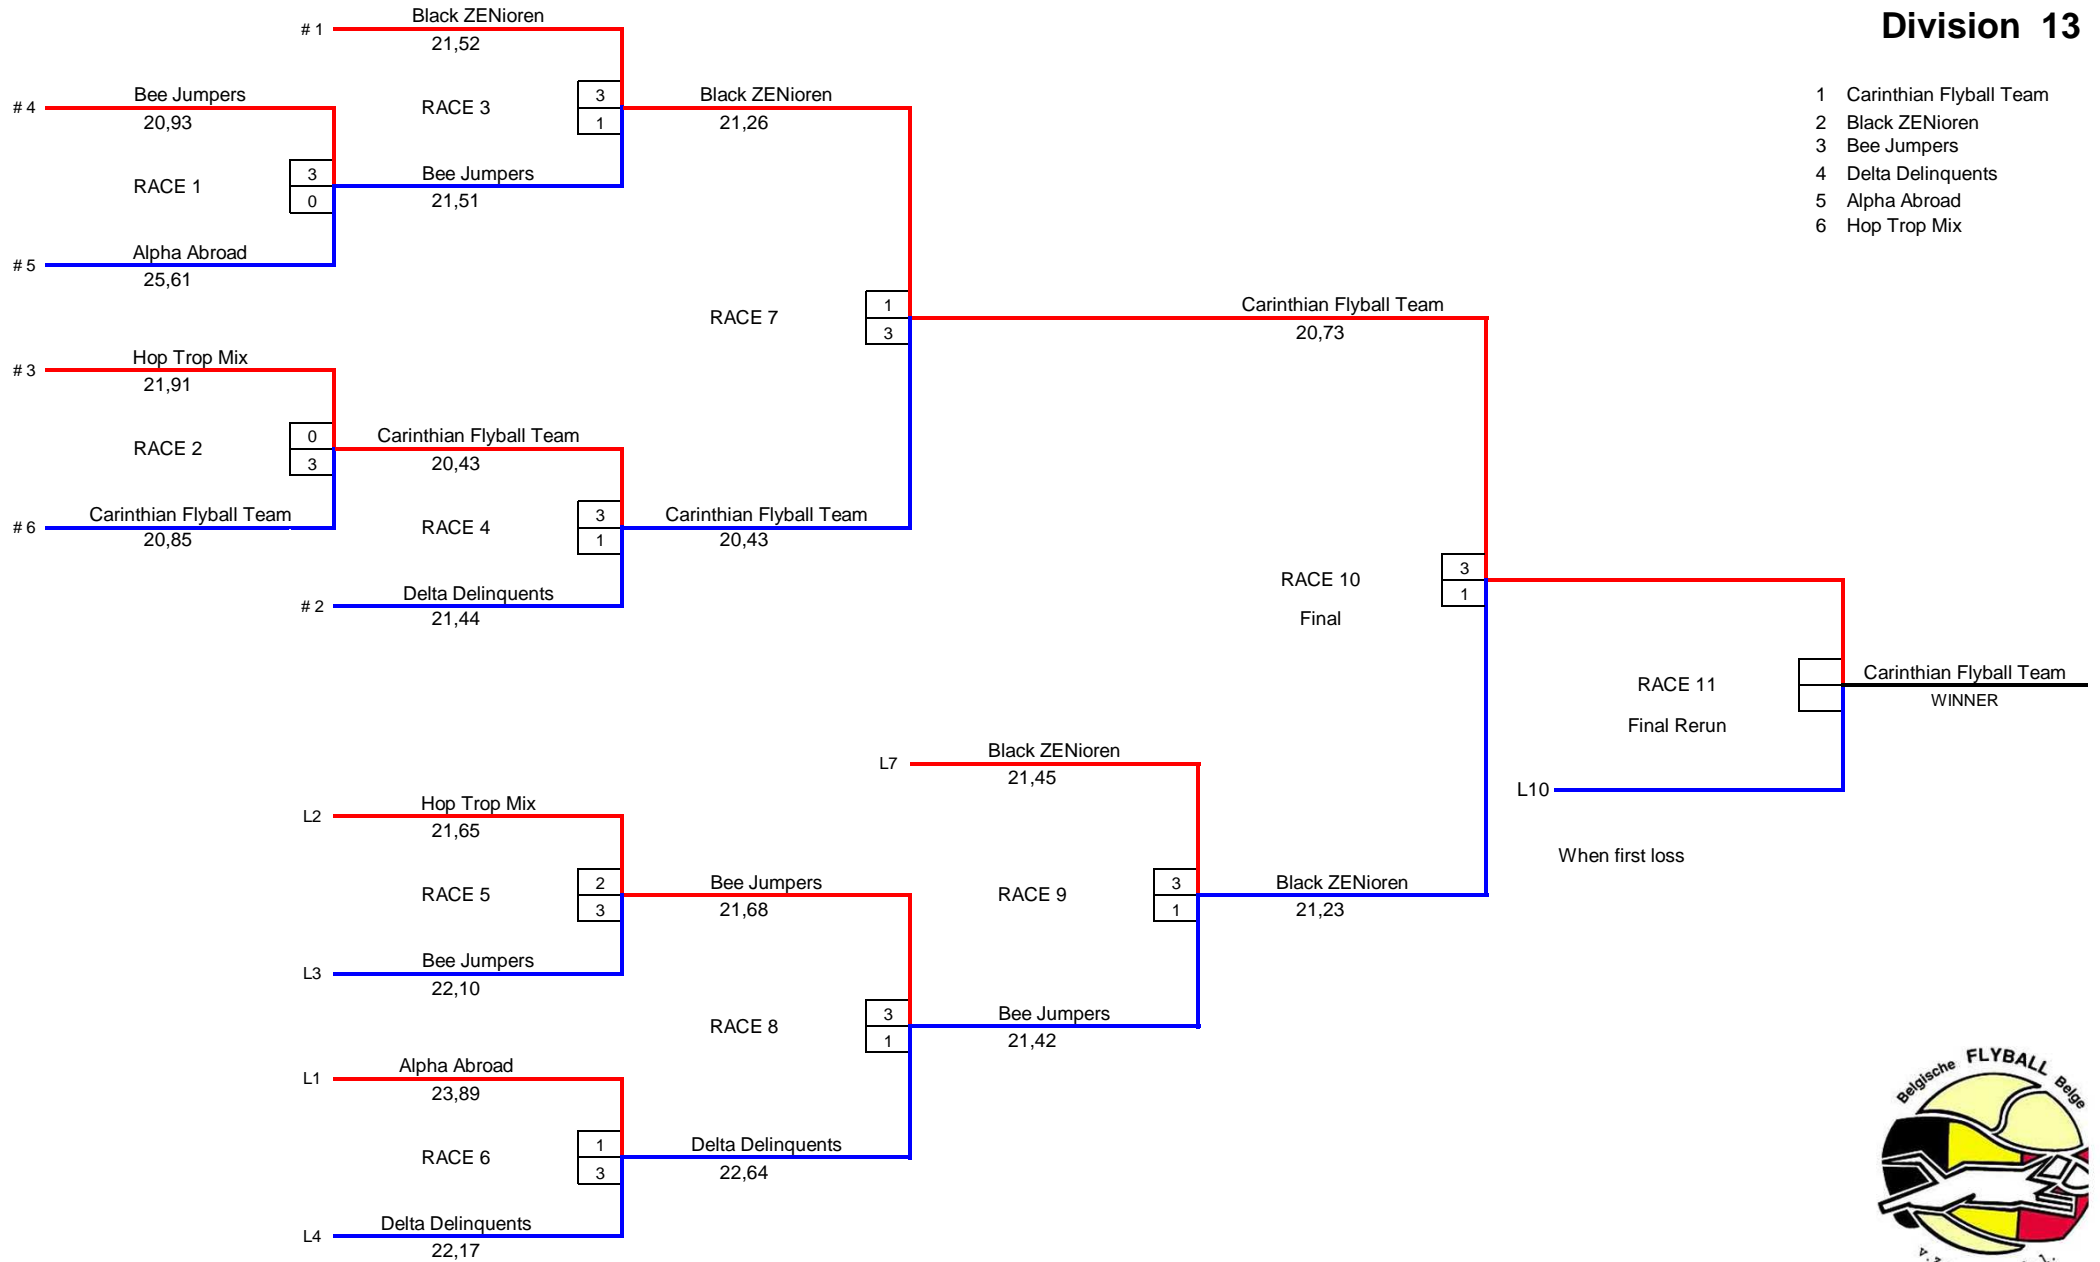 Division 13
1 Carinthian Flyball Team
2 Black ZENioren
3 Bee Jumpers
4 Delta Delinquents
5 Alpha Abroad
6 Hop Trop Mix
# 1
Black ZENioren
21,52
# 4
Bee Jumpers
20,93
RACE 1
3
0
# 5
Alpha Abroad
25,61
RACE 3
3
1
Bee Jumpers
21,51
Black ZENioren
21,26
# 3
Hop Trop Mix
21,91
RACE 2
0
3
# 6
Carinthian Flyball Team
20,85
Carinthian Flyball Team
20,43
RACE 4
3
1
# 2
Delta Delinquents
21,44
Carinthian Flyball Team
20,43
RACE 7
1
3
Carinthian Flyball Team
20,73
RACE 10
Final
3
1
RACE 11
Final Rerun
Carinthian Flyball Team
WINNER
L10
When first loss
L7
Black ZENioren
21,45
L2
Hop Trop Mix
21,65
RACE 5
2
3
L3
Bee Jumpers
22,10
Bee Jumpers
21,68
RACE 9
3
1
Black ZENioren
21,23
RACE 8
3
1
Bee Jumpers
21,42
L1
Alpha Abroad
23,89
RACE 6
1
3
L4
Delta Delinquents
22,17
Delta Delinquents
22,64
Belgische FLYBALL Belge